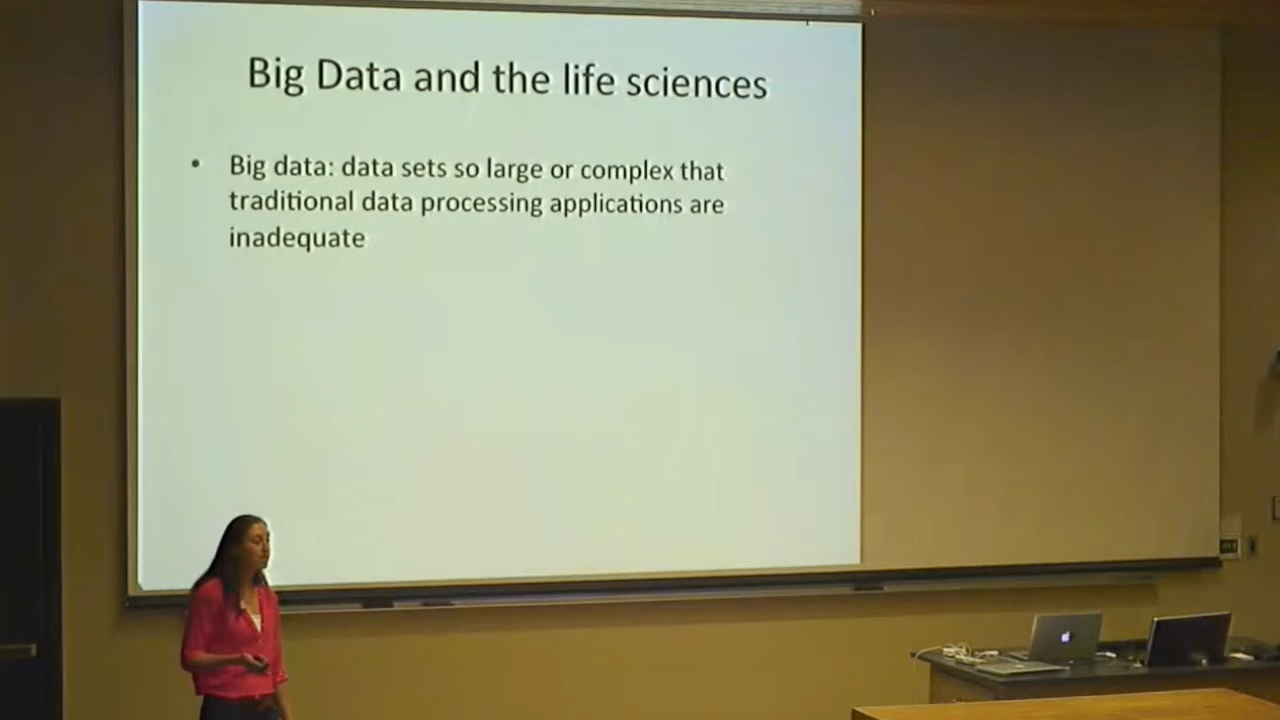 Big Data and the life sciences
• Big data: data sets so large or complex that
traditional data processing applications are
inadequate